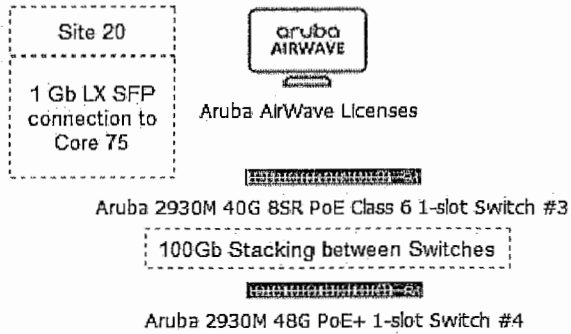 Site 20
1 Gb LX SFP
connection to
Core 75
aruba
AIRWAVE
Aruba AirWave Licenses
Aruba 2930M 40G 8SR PoE Class 6 1-slot Switch #3
100Gb Stacking between Switches
Aruba 2930M 48G PoE+ 1-slot Switch #4